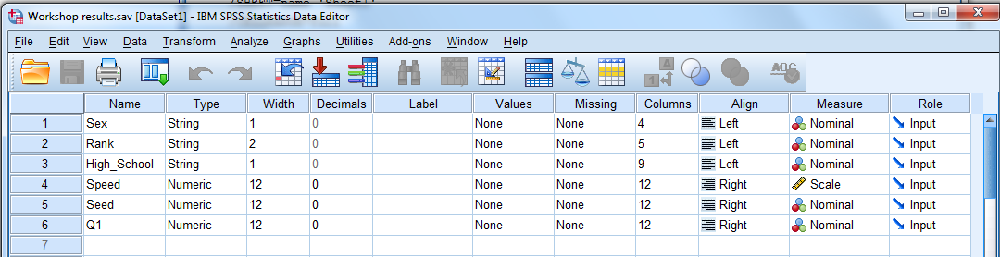 Workshop results.sav [DataSet1] - IBM SPSS Statistics Data Editor
File Edit View Data Transform Analyze Graphs Utilities Add-ons Window Help
Name Type Width Decimals Label Values Missing Columns Align Measure Role
1 Sex String 1 0 None None 4 Left Nominal Input
2 Rank String 2 0 None None 5 Left Nominal Input
3 High_School String 1 0 None None 9 Left Nominal Input
4 Speed Numeric 12 0 None None 12 Right Scale Input
5 Seed Numeric 12 0 None None 12 Right Nominal Input
6 Q1 Numeric 12 0 None None 12 Right Nominal Input
7